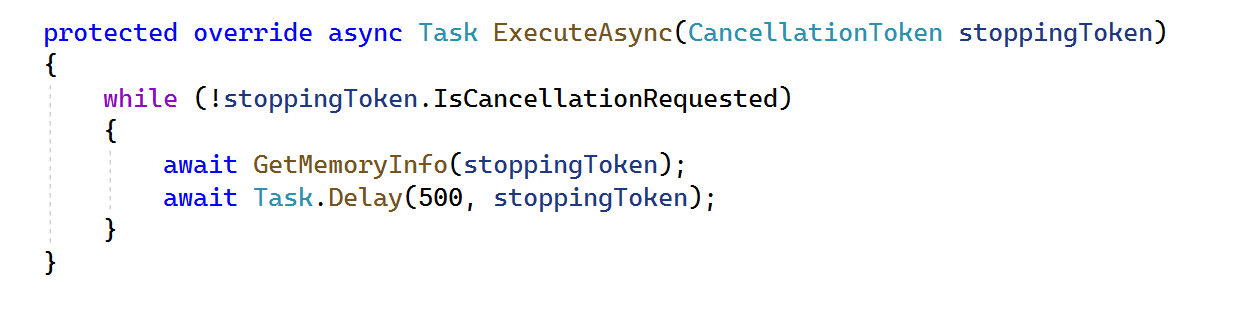 protected override async Task ExecuteAsync(CancellationToken stoppingToken)
{
    while (!stoppingToken.IsCancellationRequested)
    {
        await GetMemoryInfo(stoppingToken);
        await Task.Delay(500, stoppingToken);
    }
}